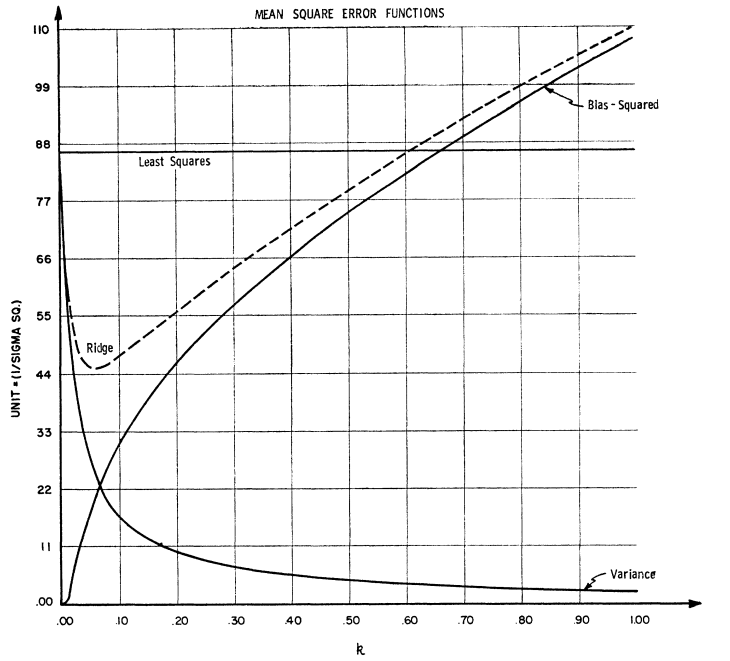 MEAN SQUARE ERROR FUNCTIONS
110
99
88
77
66
55
44
33
22
11
.00
UNIT = (1/SIGMA SQ.)
Bias - Squared
Least Squares
Ridge
Variance
.00 .10 .20 .30 .40 .50 .60 .70 .80 .90 1.00
k